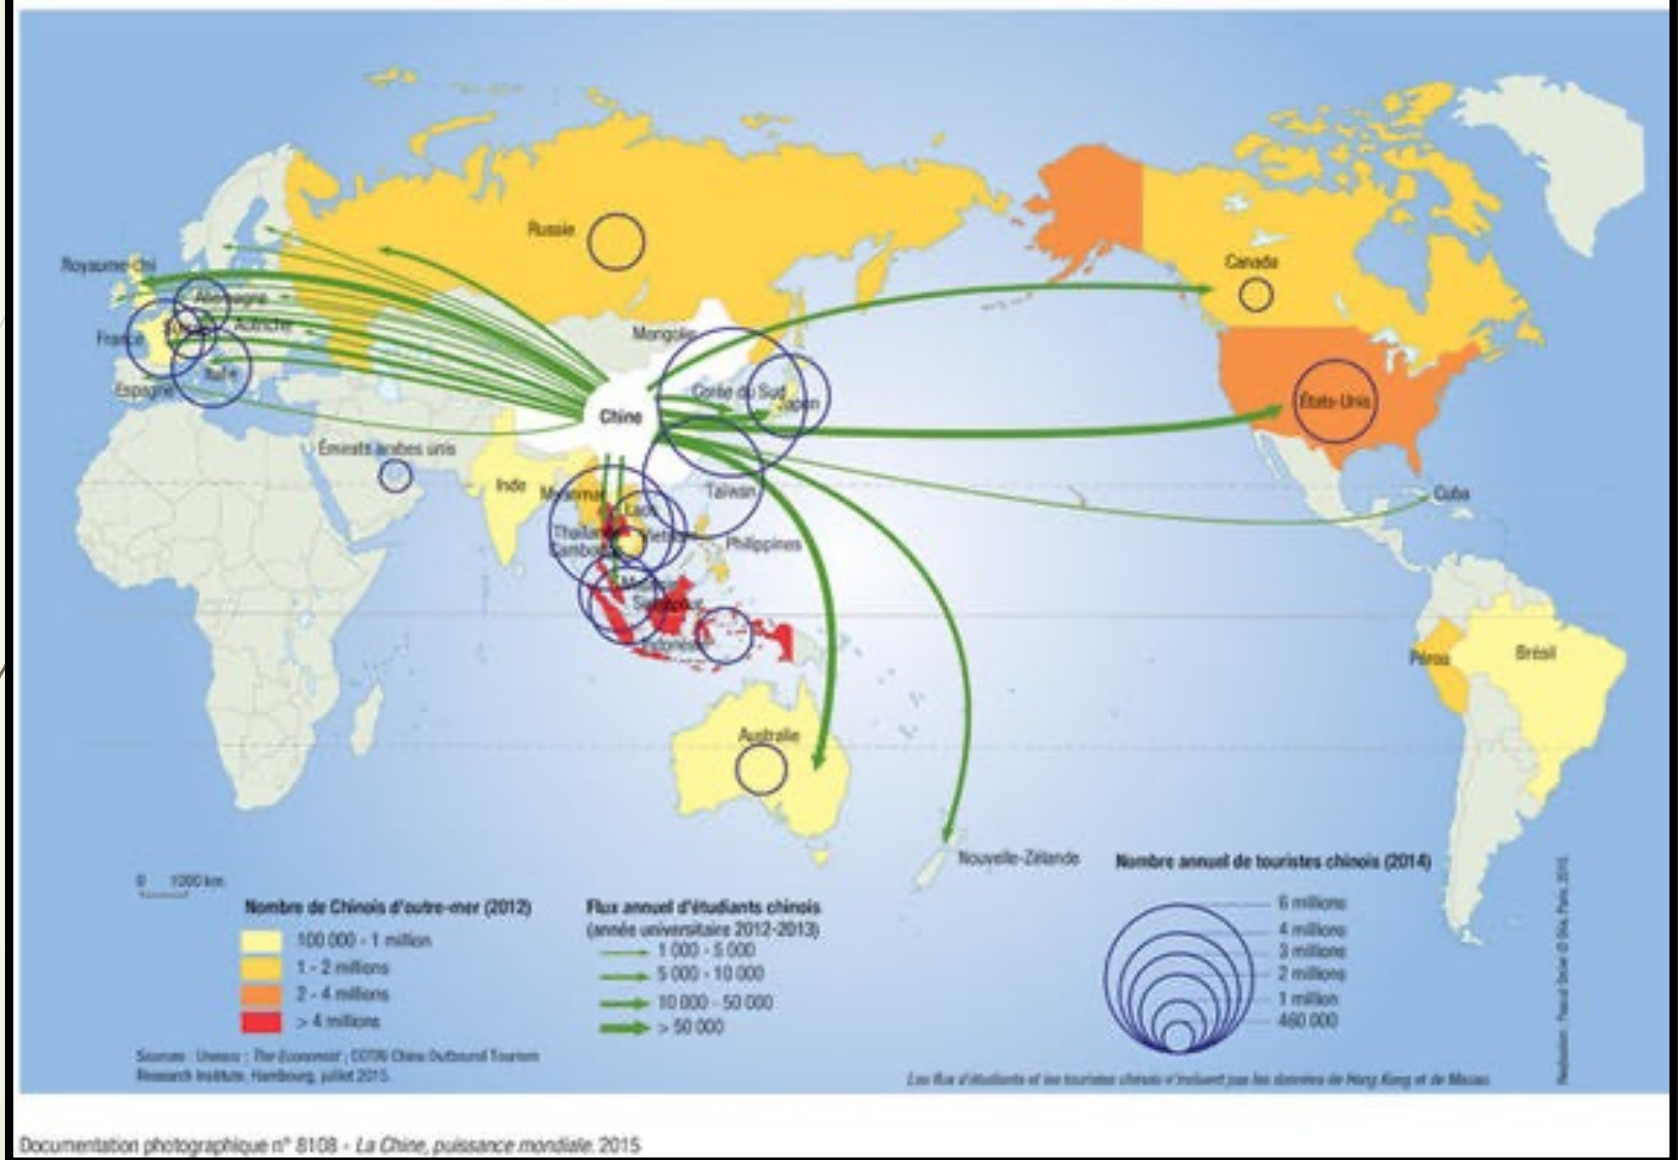 Russie
Royaume-Uni
Canada
Allemagne
Autriche
France
Mongolie
Italie
Corée du Sud
Japon
Espagne
Chine
États-Unis
Émirats arabes unis
Inde
Myanmar
Taïwan
Cuba
Laos
Vietnam
Philippines
Indonésie
Pérou
Brésil
Australie
Nouvelle-Zélande
0 1000 km
Nombre de Chinois d'outre-mer (2012)
100 000 - 1 million
1 - 2 millions
2 - 4 millions
> 4 millions
Flux annuel d'étudiants chinois
(année universitaire 2012-2013)
1 000 - 5 000
5 000 - 10 000
10 000 - 50 000
> 50 000
Nombre annuel de touristes chinois (2014)
6 millions
4 millions
3 millions
2 millions
1 million
460 000
Sources : Unesco ; The Economist ; COTRI China Outbound Tourism
Research Institute, Hambourg, juillet 2015.
Les flux d'étudiants et les touristes chinois n'incluent pas les données de Hong Kong et de Macao
Documentation photographique n° 8108 - La Chine, puissance mondiale. 2015